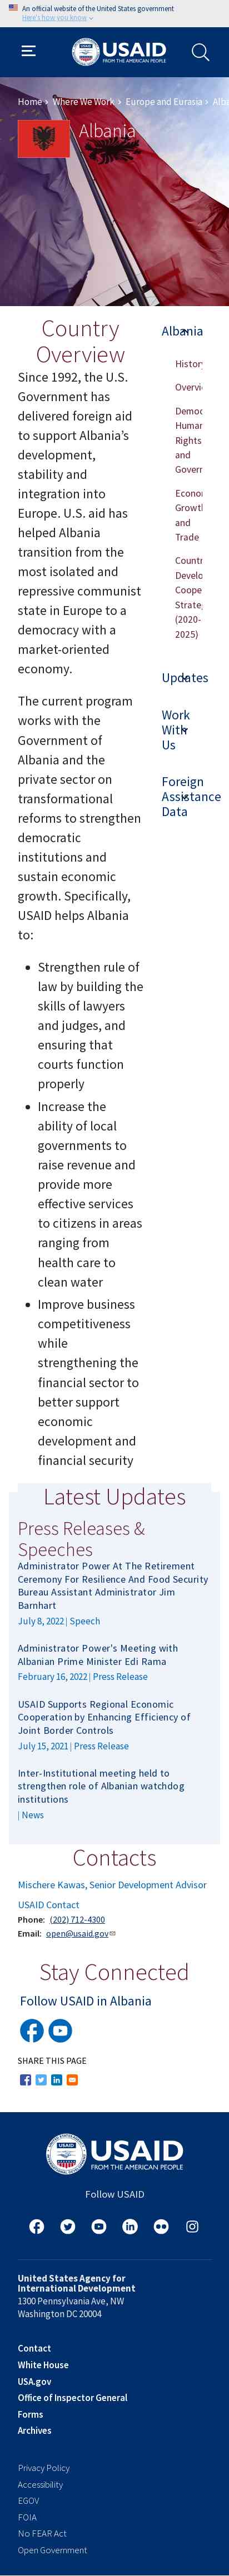 An official website of the United States government
Here's how you know
USAID
FROM THE AMERICAN PEOPLE
Home > Where We Work > Europe and Eurasia >
Albania
Country
Overview
Since 1992, the U.S.
Government has
delivered foreign aid
to support Albania's
development,
stability and
integration into
Europe. U.S. aid has
helped Albania
transition from the
most isolated and
repressive communist
state in Europe to a
democracy with a
market-oriented
economy.
The current program
works with the
Government of
Albania and the
private sector on
transformational
reforms to strengthen
democratic
institutions and
sustain economic
growth. Specifically,
USAID helps Albania
to:
• Strengthen rule of
law by building the
skills of lawyers
and judges, and
ensuring that
courts function
properly
• Increase the
ability of local
governments to
raise revenue and
provide more
effective services
to citizens in areas
ranging from
health care to
clean water
• Improve business
competitiveness
while
strengthening the
financial sector to
better support
economic
development and
financial security
Albania
History
Overvi
Democ
Human
Rights
and
Govern
Econom
Growth
and
Trade
Countr
Develo
Coope
Strate
(2020-
2025)
Updates
Work
With
Us
Foreign
Assistance
Data
Latest Updates
Press Releases &
Speeches
Administrator Power At The Retirement
Ceremony For Resilience And Food Security
Bureau Assistant Administrator Jim
Barnhart
July 8, 2022 | Speech
Administrator Power's Meeting with
Albanian Prime Minister Edi Rama
February 16, 2022 | Press Release
USAID Supports Regional Economic
Cooperation by Enhancing Efficiency of
Joint Border Controls
July 15, 2021 | Press Release
Inter-Institutional meeting held to
strengthen role of Albanian watchdog
institutions
| News
Contacts
Mischere Kawas, Senior Development Advisor
USAID Contact
Phone: (202) 712-4300
Email: open@usaid.gov
Stay Connected
Follow USAID in Albania
SHARE THIS PAGE
USAID
FROM THE AMERICAN PEOPLE
Follow USAID
United States Agency for
International Development
1300 Pennsylvania Ave, NW
Washington DC 20004
Contact
White House
USA.gov
Office of Inspector General
Forms
Archives
Privacy Policy
Accessibility
EGOV
FOIA
No FEAR Act
Open Government